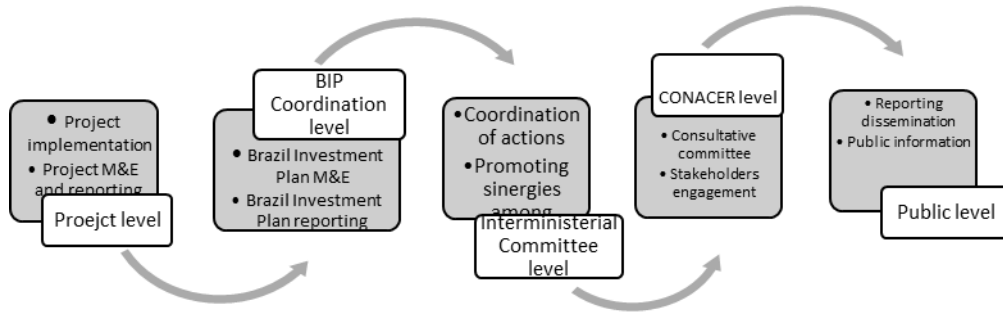 • Project
implementation
• Project M&E
and reporting
Proejct level
BIP
Coordination
level
• Brazil Investment
Plan M&E
• Brazil Investment
Plan reporting
•Coordination
of actions
•Promoting
sinergies
among
Interministerial
Committee
level
CONACER level
• Consultative
committee
• Stakeholders
engagement
• Reporting
dissemination
• Public information
Public level